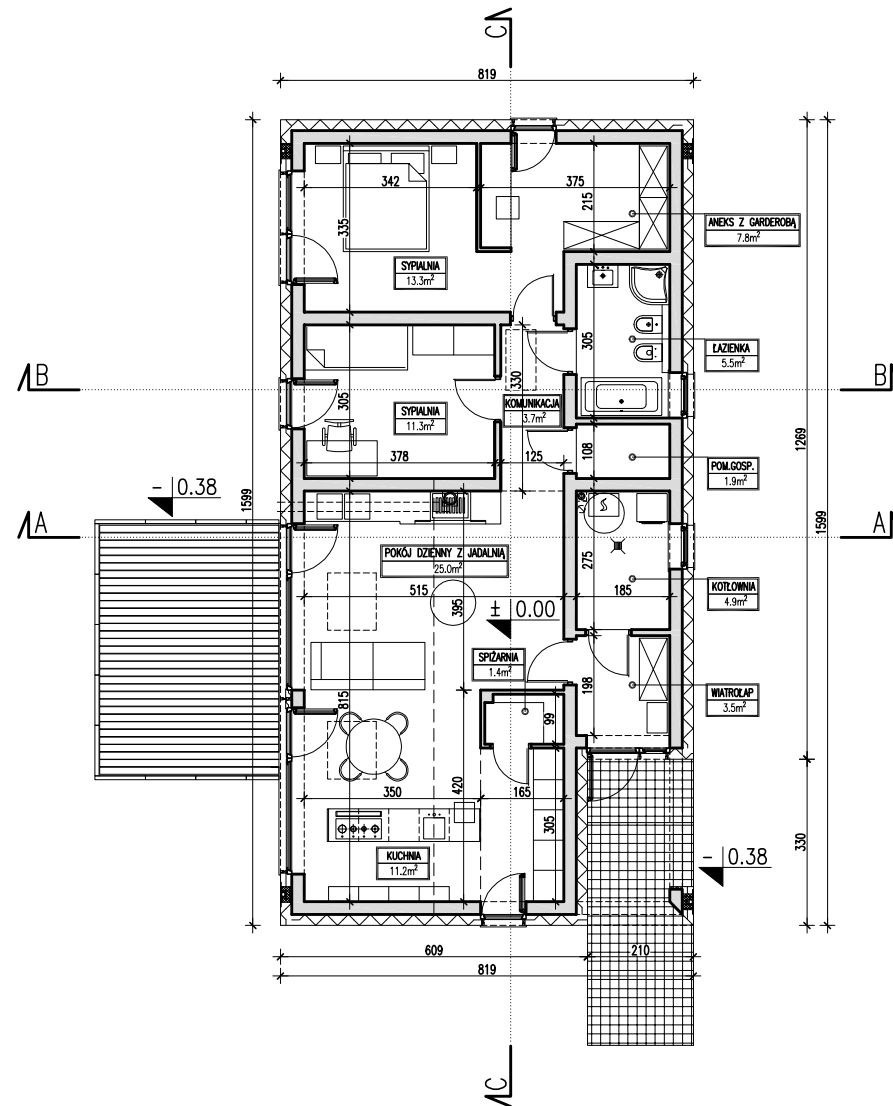 C
819
342
375
215
335
ANEKS Z GARDEROBĄ
7.8m²
SYPIALNIA
13.3m²
305
ŁAZIENKA
5.5m²
B
B
330
305
KOMUNIKACJA
3.7m²
SYPIALNIA
11.3m²
1269
108
378
125
POM.GOSP.
1.9m²
- 0.38
1599
1599
A
A
POKÓJ DZIENNY Z JADALNIĄ
25.0m²
275
515
395
185
KOTŁOWNIA
4.9m²
± 0.00
SPIŻARNIA
1.4m²
198
815
WIATROŁAP
3.5m²
99
350
420
165
305
330
KUCHNIA
11.2m²
- 0.38
609
210
819
C